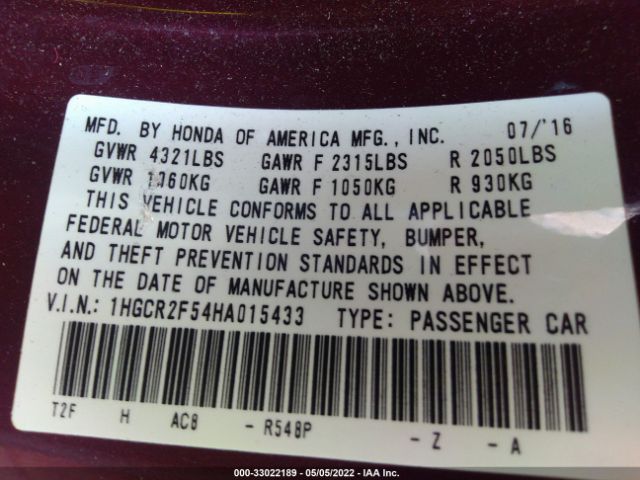 MFD. BY HONDA OF AMERICA MFG., INC. 07/'16
GVWR 4321LBS GAWR F 2315LBS R 2050LBS
GVWR 1960KG GAWR F 1050KG R 930KG
THIS VEHICLE CONFORMS TO ALL APPLICABLE
FEDERAL MOTOR VEHICLE SAFETY, BUMPER,
AND THEFT PREVENTION STANDARDS IN EFFECT
ON THE DATE OF MANUFACTURE SHOWN ABOVE.
V.I.N.: 1HGCR2F54HA015433 TYPE: PASSENGER CAR
T2F H AC8 - R548P - Z - A
000-33022189 - 05/05/2022 - IAA Inc.